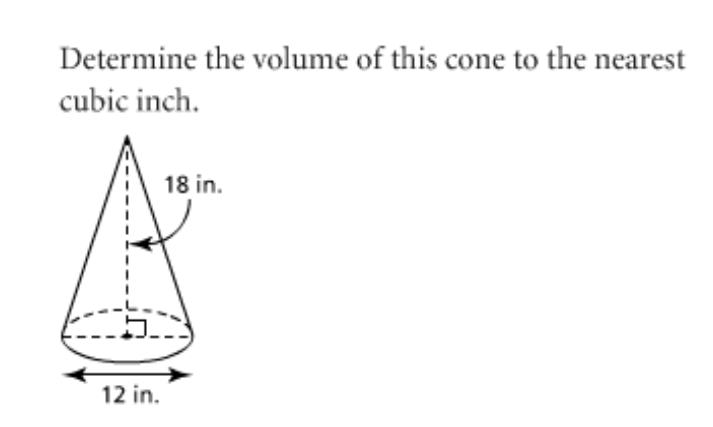 Determine the volume of this cone to the nearest
cubic inch.
18 in.
12 in.